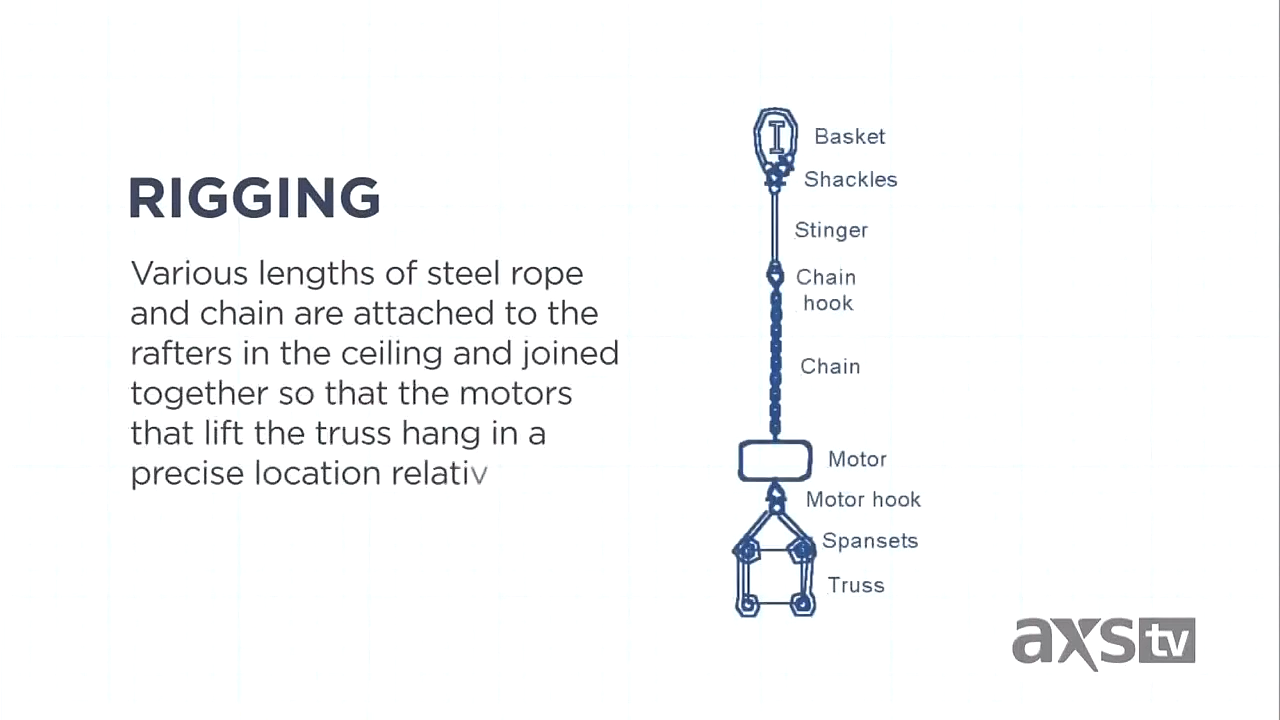 RIGGING
Various lengths of steel rope
and chain are attached to the
rafters in the ceiling and joined
together so that the motors
that lift the truss hang in a
precise location relativ
Basket
Shackles
Stinger
Chain
hook
Chain
Motor
Motor hook
Spansets
Truss
axs tv